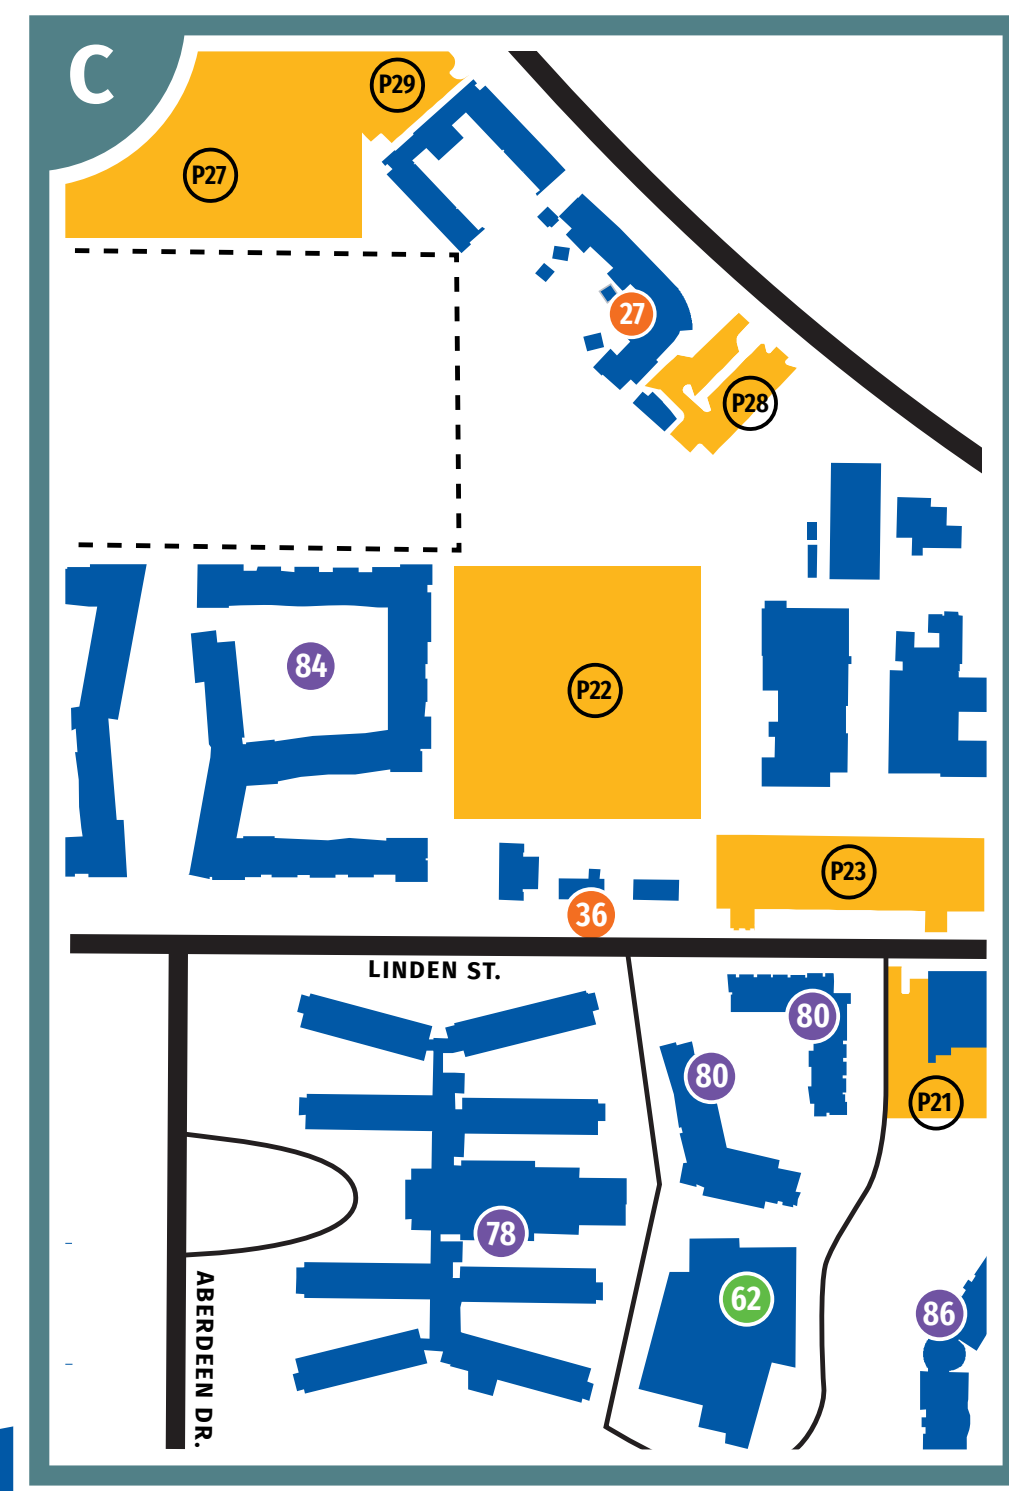 C
P29
P27
27
P28
84
P22
P23
36
LINDEN ST.
80
80
P21
78
62
86
ABERDEEN DR.